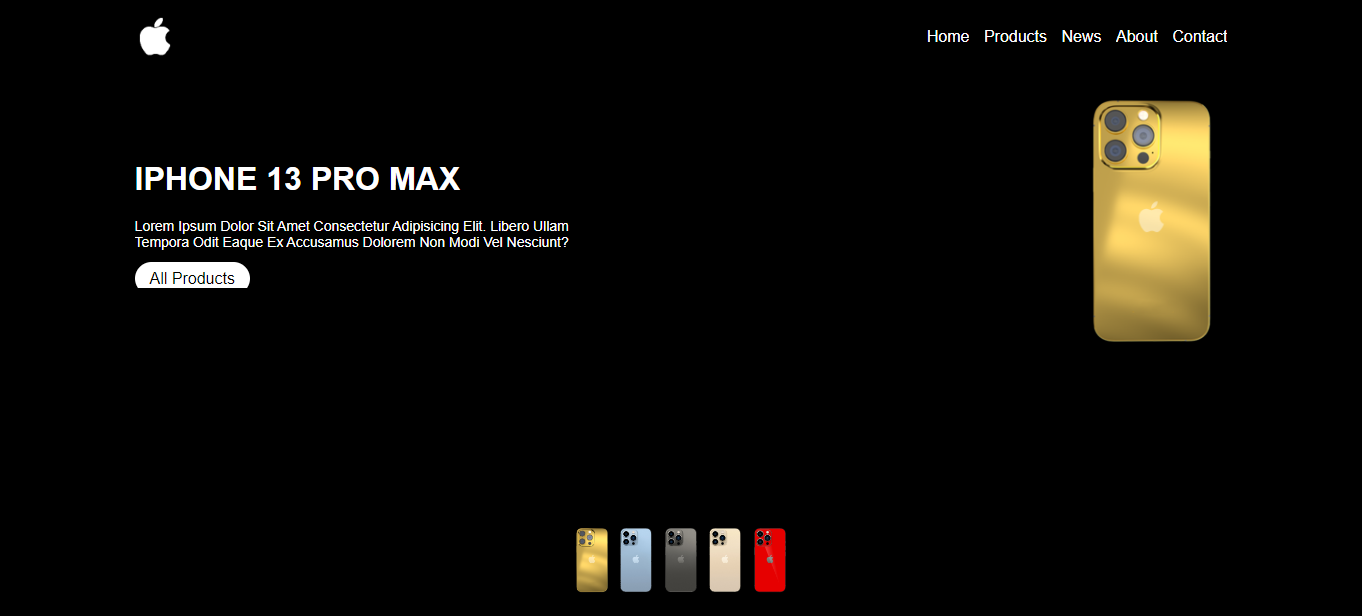 Home Products News About Contact
IPHONE 13 PRO MAX
Lorem Ipsum Dolor Sit Amet Consectetur Adipisicing Elit. Libero Ullam
Tempora Odit Eaque Ex Accusamus Dolorem Non Modi Vel Nesciunt?
All Products